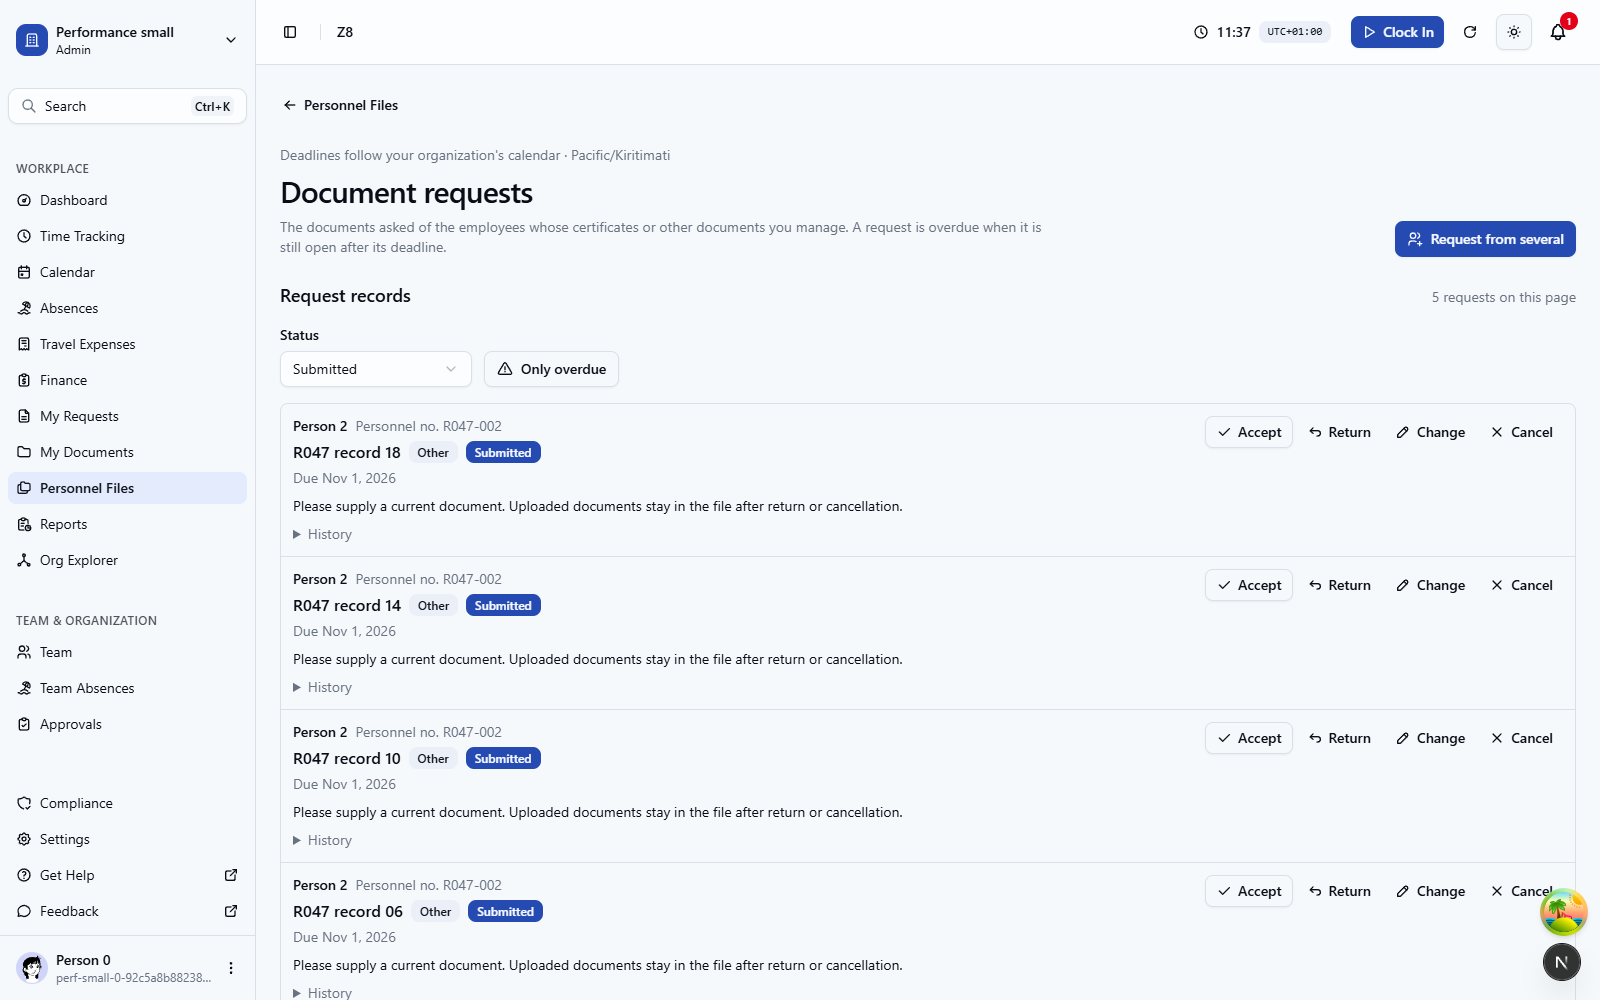 Performance small
Admin
Search
Ctrl+K
WORKPLACE
Dashboard
Time Tracking
Calendar
Absences
Travel Expenses
Finance
My Requests
My Documents
Personnel Files
Reports
Org Explorer
TEAM & ORGANIZATION
Team
Team Absences
Approvals
Compliance
Settings
Get Help
Feedback
Person 0
perf-small-0-92c5a8b88238...
Z8
11:37
UTC+01:00
Clock In
1
Personnel Files
Deadlines follow your organization's calendar · Pacific/Kiritimati
Document requests
The documents asked of the employees whose certificates or other documents you manage. A request is overdue when it is
still open after its deadline.
Request from several
Request records
5 requests on this page
Status
Submitted
Only overdue
Person 2 Personnel no. R047-002
Accept Return Change Cancel
R047 record 18 Other Submitted
Due Nov 1, 2026
Please supply a current document. Uploaded documents stay in the file after return or cancellation.
History
Person 2 Personnel no. R047-002
Accept Return Change Cancel
R047 record 14 Other Submitted
Due Nov 1, 2026
Please supply a current document. Uploaded documents stay in the file after return or cancellation.
History
Person 2 Personnel no. R047-002
Accept Return Change Cancel
R047 record 10 Other Submitted
Due Nov 1, 2026
Please supply a current document. Uploaded documents stay in the file after return or cancellation.
History
Person 2 Personnel no. R047-002
Accept Return Change Cancel
R047 record 06 Other Submitted
Due Nov 1, 2026
Please supply a current document. Uploaded documents stay in the file after return or cancellation.
History
N